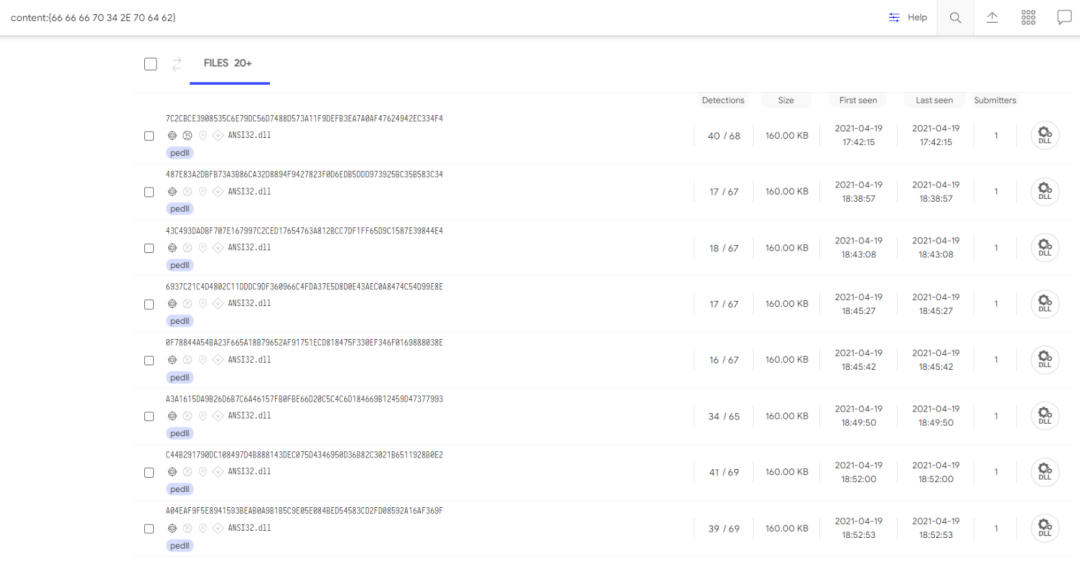 content:{66 66 66 70 34 2E 70 64 62}
Help
FILES 20+
Detections Size First seen Last seen Submitters
7C2CBCE3908535C6E79DC56D7488D573A11F9DEFB3EA7A0AF47624942EC334F4
ANSI32.dll
pedll
40 / 68 160.00 KB 2021-04-19 2021-04-19 1
17:42:15 17:42:15
DLL
487E83A2DBFB73A3B86CA32D8894F9427823F0D6EDB5DDD973925BC35B583C34
ANSI32.dll
pedll
17 / 67 160.00 KB 2021-04-19 2021-04-19 1
18:38:57 18:38:57
DLL
43C493DADBF707E167997C2CED17654763A812BCC7DF1FF65D9C1587E39844E4
ANSI32.dll
pedll
18 / 67 160.00 KB 2021-04-19 2021-04-19 1
18:43:08 18:43:08
DLL
6937C21C4D4802C11DDDC9DF360966C4FDA37E5D8D0E43AEC0A8474C54D99E8E
ANSI32.dll
pedll
17 / 67 160.00 KB 2021-04-19 2021-04-19 1
18:45:27 18:45:27
DLL
0F78844A54BA23F665A18B79652AF91751ECD818475F330EF346F0169888038E
ANSI32.dll
pedll
16 / 67 160.00 KB 2021-04-19 2021-04-19 1
18:45:42 18:45:42
DLL
A3A1615DA9B26D6B7C6A46157FB0FBE66D20C5C4C6D184669B12459D47377993
ANSI32.dll
pedll
34 / 65 160.00 KB 2021-04-19 2021-04-19 1
18:49:50 18:49:50
DLL
C44B291790DC108497D4B888143DEC075D4346950D36B82C3021B6511928B0E2
ANSI32.dll
pedll
41 / 69 160.00 KB 2021-04-19 2021-04-19 1
18:52:00 18:52:00
DLL
A04EAF9F5E8941593BEAB0A9B1B5C9E05E084BED54583CD2FD08592A16AF369F
ANSI32.dll
pedll
39 / 69 160.00 KB 2021-04-19 2021-04-19 1
18:52:53 18:52:53
DLL